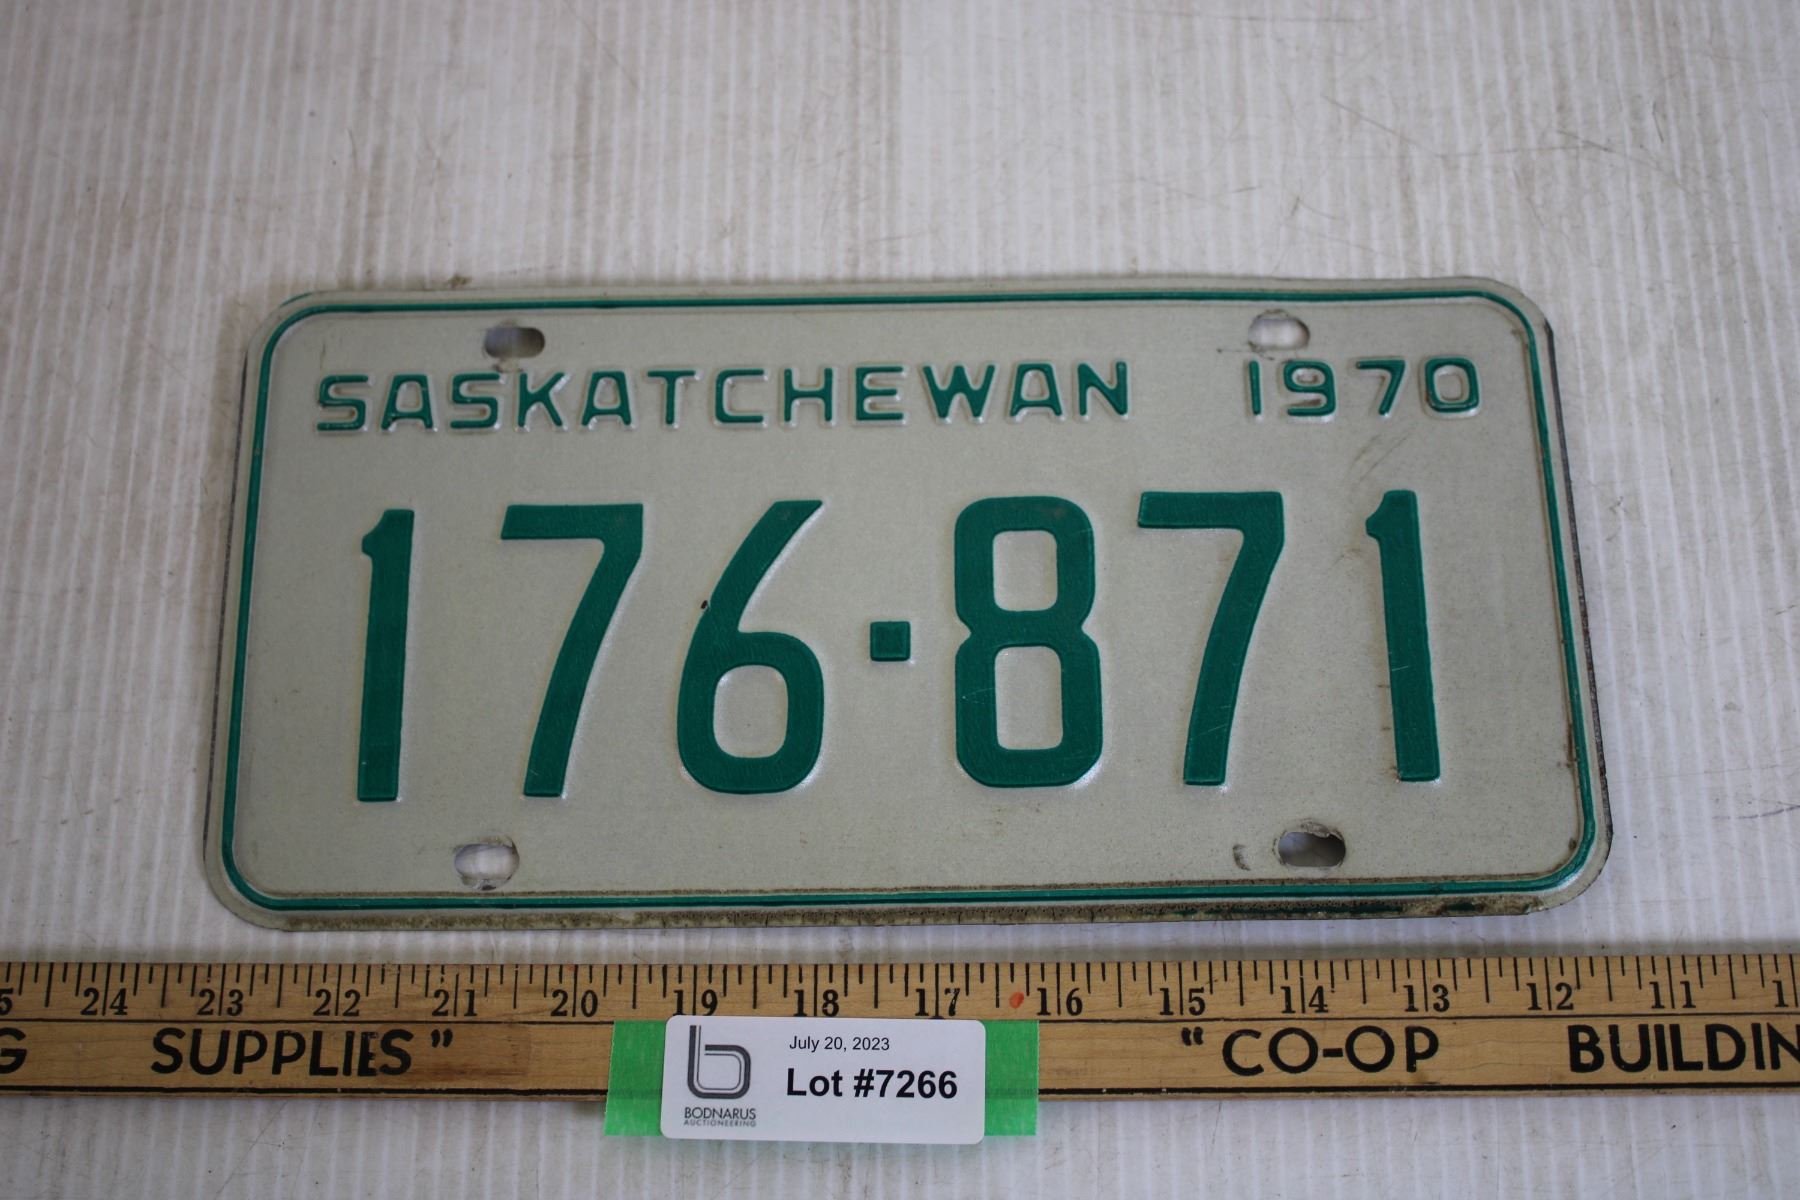 SASKATCHEWAN 1970
176·871
24 23 22 21 20 19 18 17 16 15 14 13 12 11
SUPPLIES" "CO-OP BUILDIN
July 20, 2023
Lot #7266
BODNARUS
AUCTIONEERING